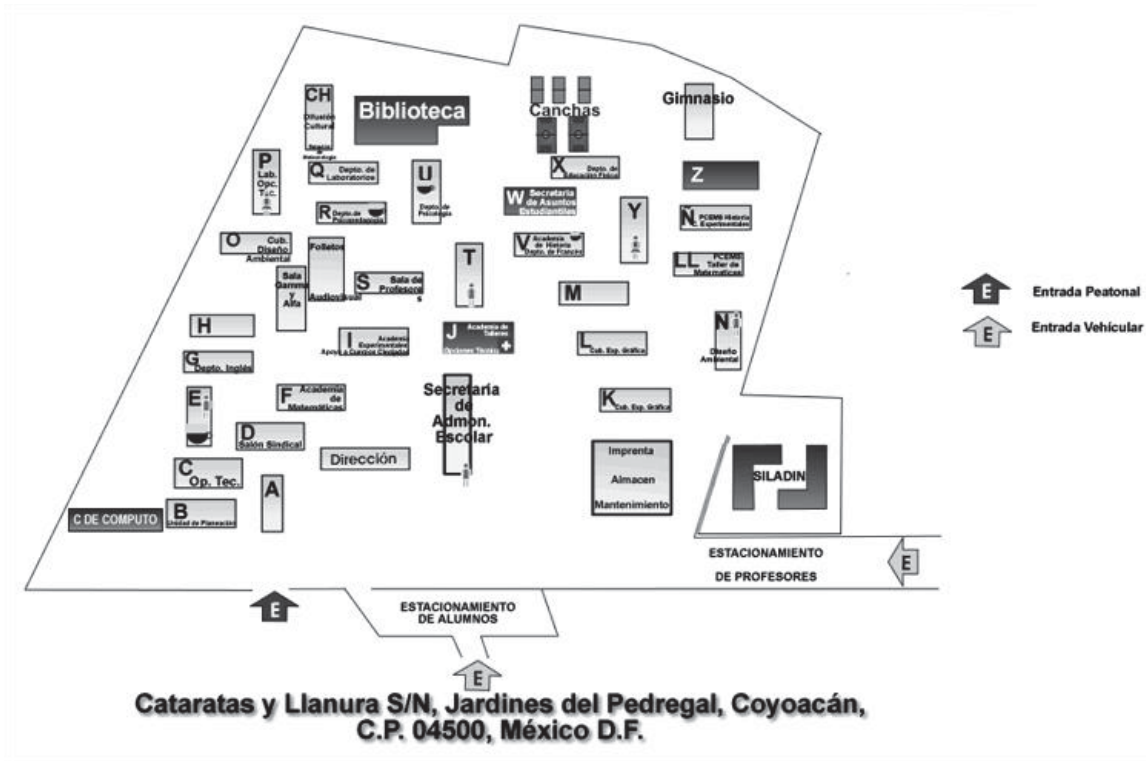 CH
Difusión
Cultural
Biblioteca
Canchas
Gimnasio
P
Lab.
Opc.
Tec.
Q Depto. de
Laboratorios
U
Depto. de
Psicología
X Depto. de
Educación Física
Z
R Depto. de
Psicopedagogía
W Secretaría
de Asuntos
Estudiantiles
Y
Ñ PCEMS Historia
C. Experimentales
O Cub.
Diseño
Ambiental
Folletos
Audiovisual
T
V Academia
de Historia
Depto. de Francés
LL PCEMS
Taller de
Matematicas
Sala
Gamma
y
Alfa
S Sala de
Profesores
M
H
I Academia
Experimentales
J Academia de
Talleres
Opciones Técnico
L
Cub. Exp. Gráfica
N
Diseño
Ambiental
G
Depto. Inglés
E
F Academia
de
Matemáticas
Secretaría
de
Admon.
Escolar
K
Cub. Exp. Gráfica
D
Salón Sindical
Dirección
Imprenta
Almacen
Mantenimiento
SILADIN
C
Op. Tec.
A
C DE COMPUTO
B
Unidad de Planeación
ESTACIONAMIENTO
DE PROFESORES
E
E
ESTACIONAMIENTO
DE ALUMNOS
E
E Entrada Peatonal
E Entrada Vehícular
Cataratas y Llanura S/N, Jardines del Pedregal, Coyoacán,
C.P. 04500, México D.F.